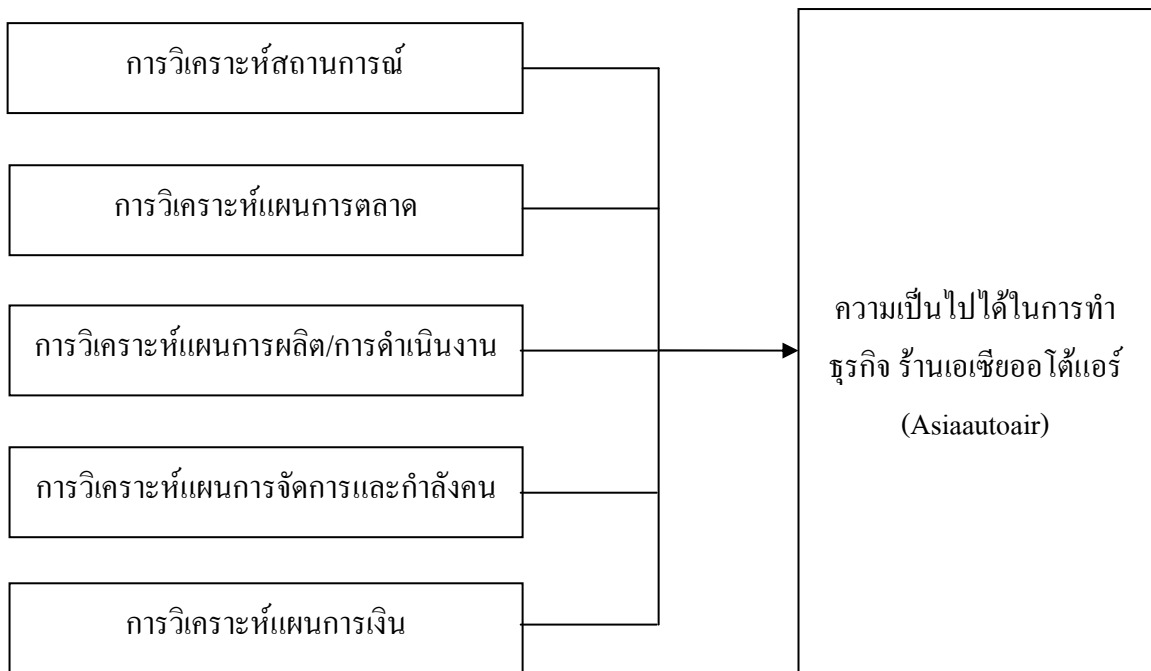 การวิเคราะห์สถานการณ์
การวิเคราะห์แผนการตลาด
การวิเคราะห์แผนการผลิต/การดำเนินงาน
การวิเคราะห์แผนการจัดการและกำลังคน
การวิเคราะห์แผนการเงิน
ความเป็นไปได้ในการทำ
ธุรกิจ ร้านเอเซียออโต้แอร์
(Asiaautoair)